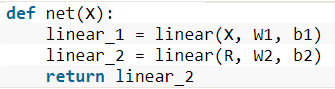 def net(X):
    linear_1 = linear(X, W1, b1)
    linear_2 = linear(R, W2, b2)
    return linear_2